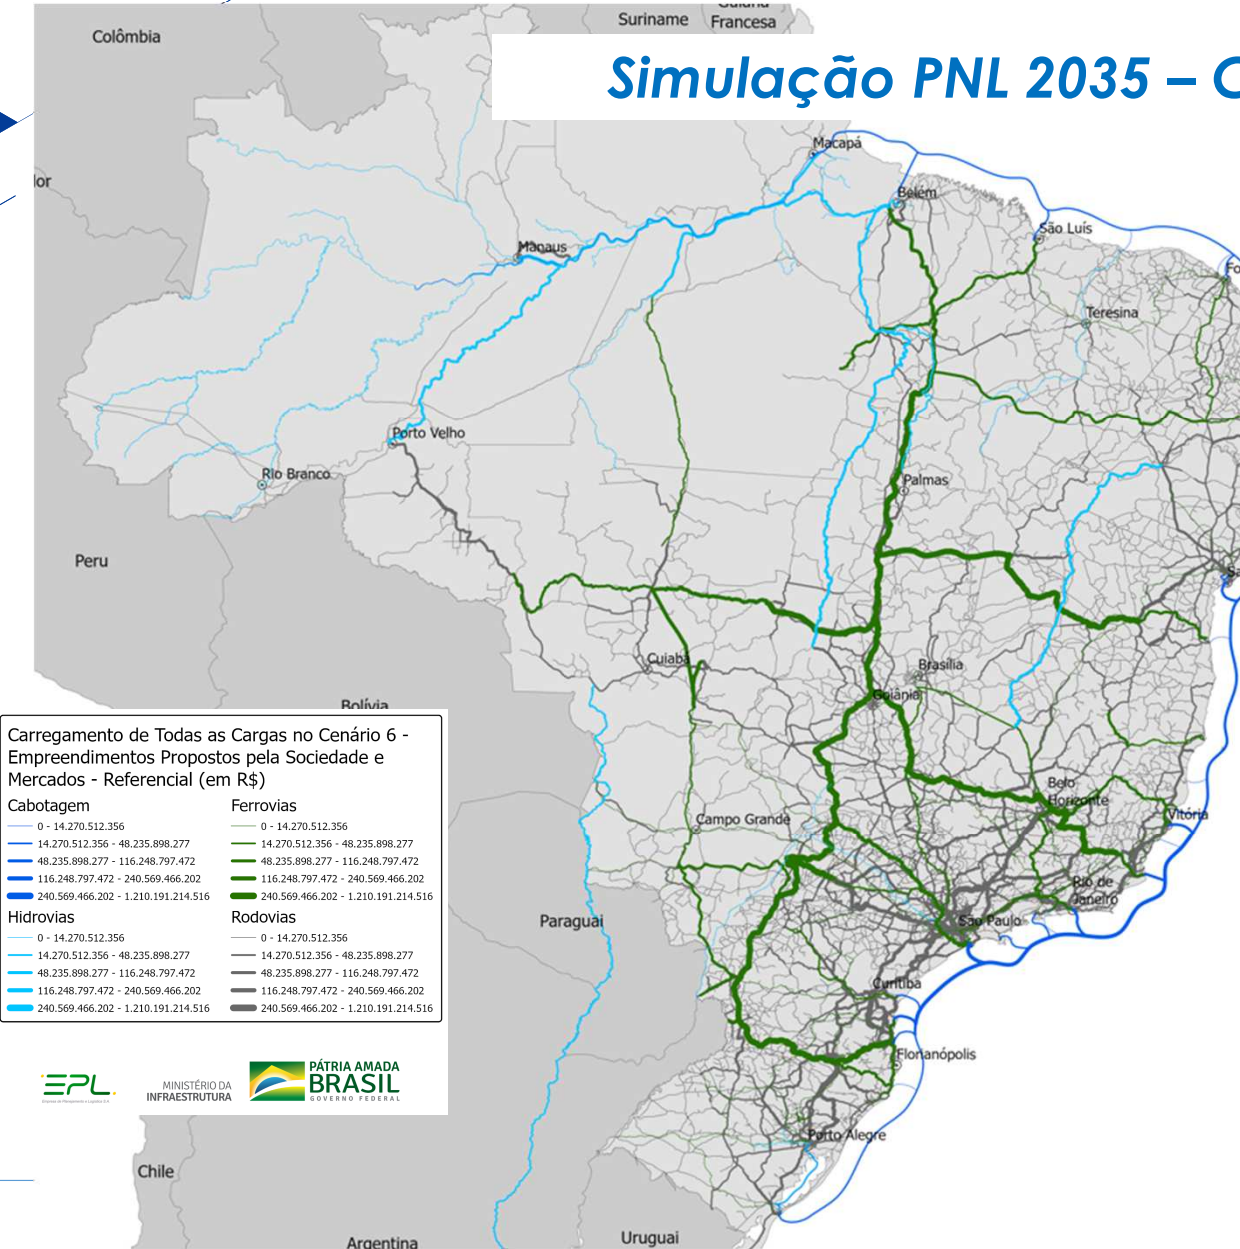 Colômbia
Suriname
Guiana
Francesa
Simulação PNL 2035 – C
Macapá
dor
Belém
São Luís
Manaus
Fo
Teresina
Porto Velho
Rio Branco
Palmas
Peru
Sa
Cuiabá
Brasília
Goiânia
Bolívia
Carregamento de Todas as Cargas no Cenário 6 -
Empreendimentos Propostos pela Sociedade e
Mercados - Referencial (em R$)
Cabotagem
0 - 14.270.512.356
14.270.512.356 - 48.235.898.277
48.235.898.277 - 116.248.797.472
116.248.797.472 - 240.569.466.202
240.569.466.202 - 1.210.191.214.516
Ferrovias
0 - 14.270.512.356
14.270.512.356 - 48.235.898.277
48.235.898.277 - 116.248.797.472
116.248.797.472 - 240.569.466.202
240.569.466.202 - 1.210.191.214.516
Hidrovias
0 - 14.270.512.356
14.270.512.356 - 48.235.898.277
48.235.898.277 - 116.248.797.472
116.248.797.472 - 240.569.466.202
240.569.466.202 - 1.210.191.214.516
Rodovias
0 - 14.270.512.356
14.270.512.356 - 48.235.898.277
48.235.898.277 - 116.248.797.472
116.248.797.472 - 240.569.466.202
240.569.466.202 - 1.210.191.214.516
Belo
Horizonte
Vitória
Campo Grande
Rio de
Janeiro
Paraguai
São Paulo
Curitiba
Florianópolis
EPL
MINISTÉRIO DA
INFRAESTRUTURA
PÁTRIA AMADA
BRASIL
GOVERNO FEDERAL
Porto Alegre
Chile
Uruguai
Argentina